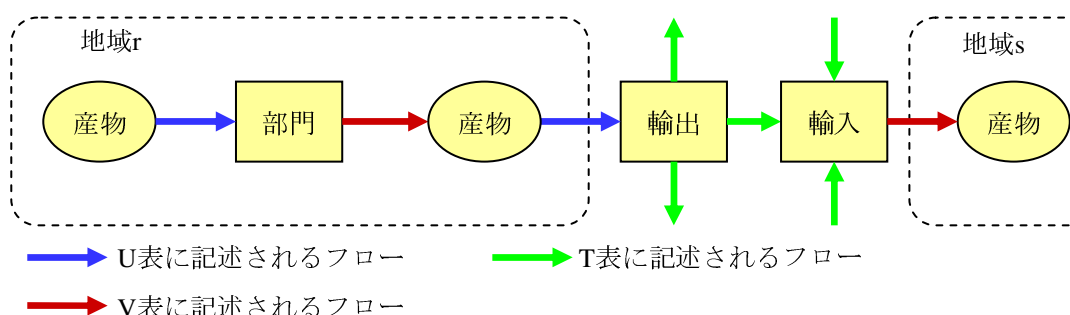 地域r
地域s
産物
部門
産物
輸出
輸入
産物
U表に記述されるフロー
T表に記述されるフロー
V表に記述されるフロー